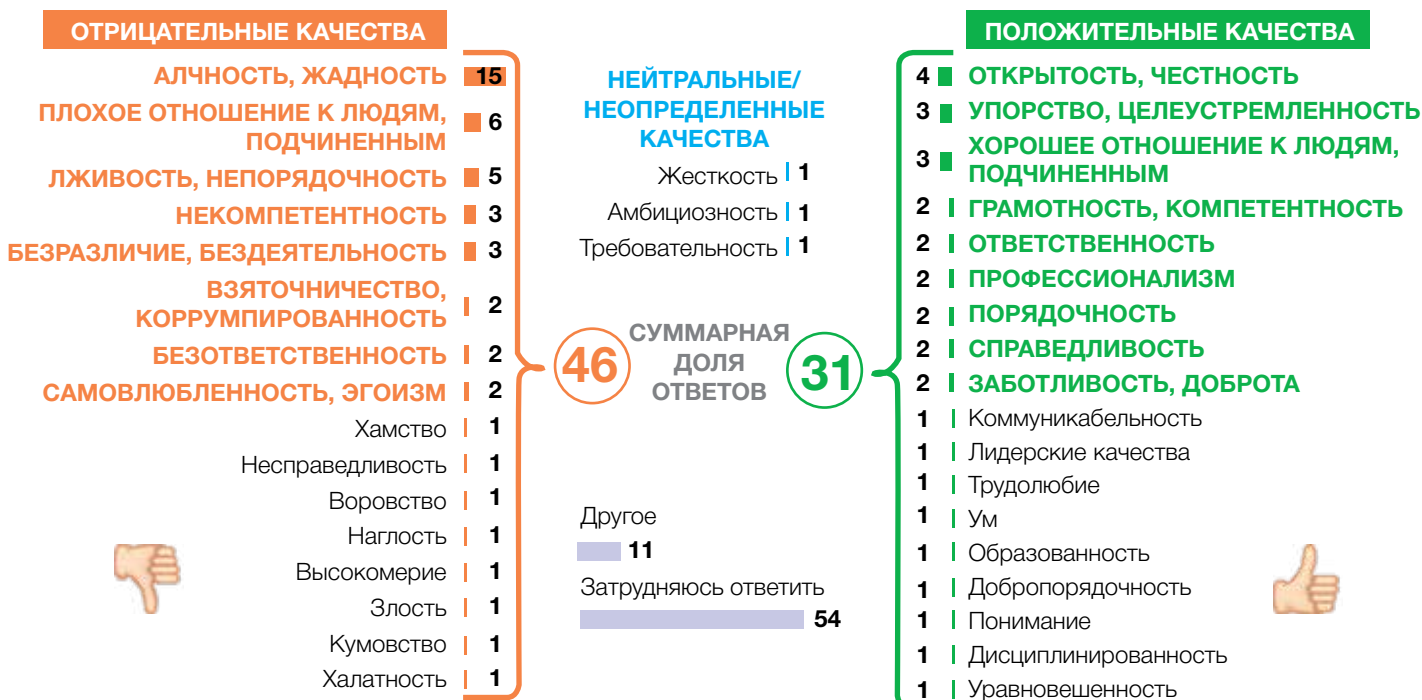 ОТРИЦАТЕЛЬНЫЕ КАЧЕСТВА
АЛЧНОСТЬ, ЖАДНОСТЬ 15
ПЛОХОЕ ОТНОШЕНИЕ К ЛЮДЯМ,
ПОДЧИНЕННЫМ 6
ЛЖИВОСТЬ, НЕПОРЯДОЧНОСТЬ 5
НЕКОМПЕТЕНТНОСТЬ 3
БЕЗРАЗЛИЧИЕ, БЕЗДЕЯТЕЛЬНОСТЬ 3
ВЗЯТОЧНИЧЕСТВО,
КОРРУМПИРОВАННОСТЬ 2
БЕЗОТВЕТСТВЕННОСТЬ 2
САМОВЛЮБЛЕННОСТЬ, ЭГОИЗМ 2
Хамство 1
Несправедливость 1
Воровство 1
Наглость 1
Высокомерие 1
Злость 1
Кумовство 1
Халатность 1
НЕЙТРАЛЬНЫЕ/
НЕОПРЕДЕЛЕННЫЕ
КАЧЕСТВА
Жесткость 1
Амбициозность 1
Требовательность 1
46
СУММАРНАЯ
ДОЛЯ
ОТВЕТОВ
31
Другое
11
Затрудняюсь ответить
54
ПОЛОЖИТЕЛЬНЫЕ КАЧЕСТВА
4 ОТКРЫТОСТЬ, ЧЕСТНОСТЬ
3 УПОРСТВО, ЦЕЛЕУСТРЕМЛЕННОСТЬ
3 ХОРОШЕЕ ОТНОШЕНИЕ К ЛЮДЯМ,
ПОДЧИНЕННЫМ
2 ГРАМОТНОСТЬ, КОМПЕТЕНТНОСТЬ
2 ОТВЕТСТВЕННОСТЬ
2 ПРОФЕССИОНАЛИЗМ
2 ПОРЯДОЧНОСТЬ
2 СПРАВЕДЛИВОСТЬ
2 ЗАБОТЛИВОСТЬ, ДОБРОТА
1 Коммуникабельность
1 Лидерские качества
1 Трудолюбие
1 Ум
1 Образованность
1 Добропорядочность
1 Понимание
1 Дисциплинированность
1 Уравновешенность